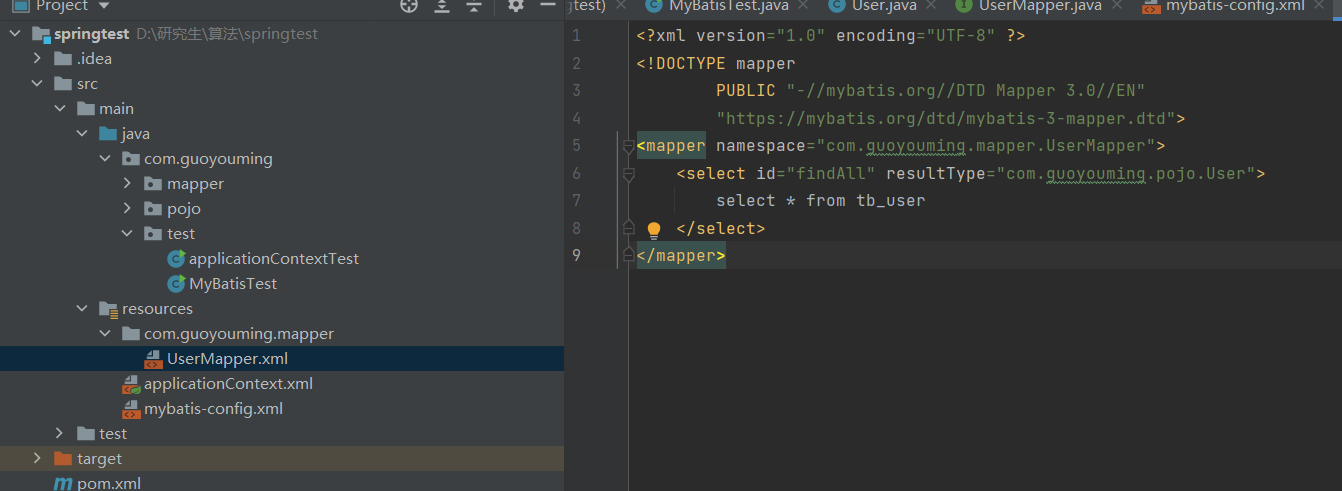 Project
springtest D:\研究生\算法\springtest
.idea
src
main
java
com.guoyouming
mapper
pojo
test
applicationContextTest
MyBatisTest
resources
com.guoyouming.mapper
UserMapper.xml
applicationContext.xml
mybatis-config.xml
test
target
pom.xml
gtest) MyBatisTest.java User.java UserMapper.java mybatis-config.xml
1 <?xml version="1.0" encoding="UTF-8" ?>
2 <!DOCTYPE mapper
3 PUBLIC "-//mybatis.org//DTD Mapper 3.0//EN"
4 "https://mybatis.org/dtd/mybatis-3-mapper.dtd">
5 <mapper namespace="com.guoyouming.mapper.UserMapper">
6 <select id="findAll" resultType="com.guoyouming.pojo.User">
7 select * from tb_user
8 </select>
9 </mapper>